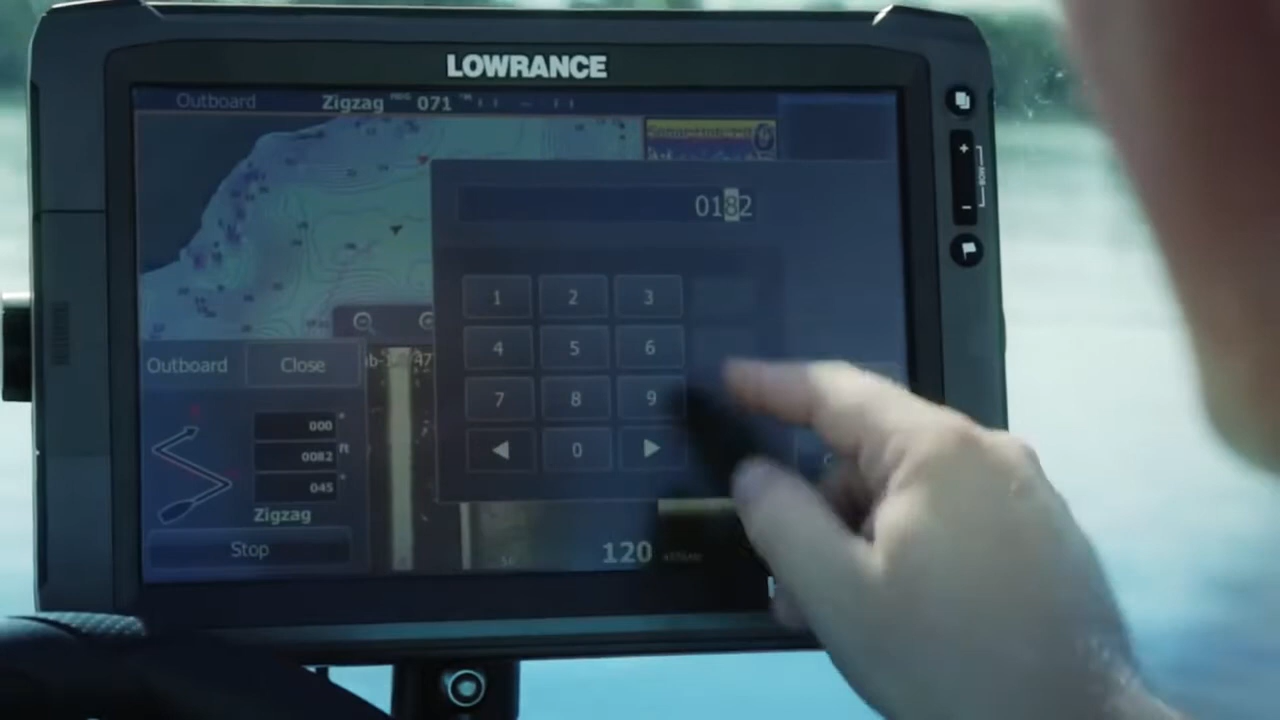 LOWRANCE
Outboard Zigzag 071
0182
1 2 3
4 5 6
7 8 9
0
Outboard Close
000 °
0082 ft
045 °
Zigzag
Stop
120
+
-